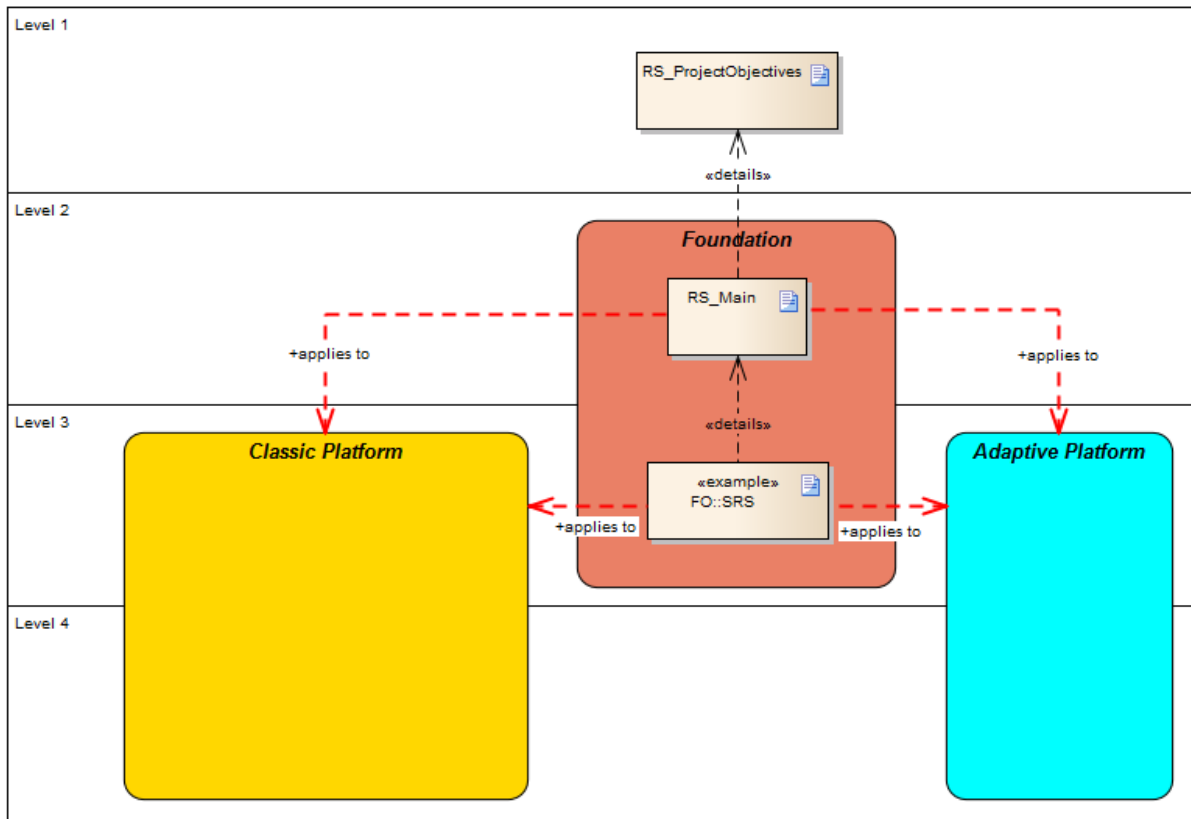 Level 1
RS_ProjectObjectives
«details»
Level 2
Foundation
RS_Main
+applies to
+applies to
Level 3
«details»
Classic Platform
Adaptive Platform
«example»
FO::SRS
+applies to
+applies to
Level 4